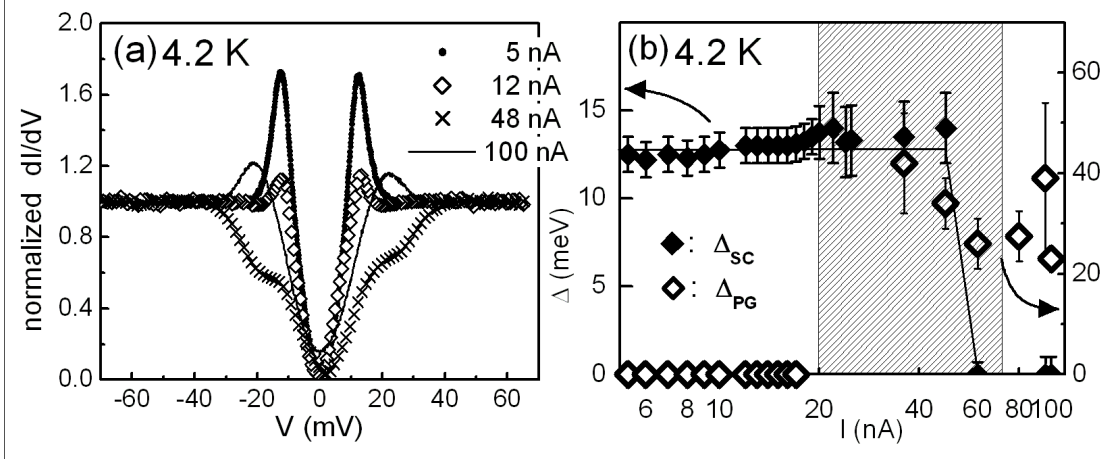 (a) 4.2 K
5 nA
12 nA
48 nA
100 nA
normalized dI/dV
2.0
1.6
1.2
0.8
0.4
0.0
-60 -40 -20 0 20 40 60
V (mV)
(b) 4.2 K
Δ (meV)
15
10
5
0
◆ : Δ_SC
◇ : Δ_PG
60
40
20
0
6 8 10 20 40 60 80 100
I (nA)